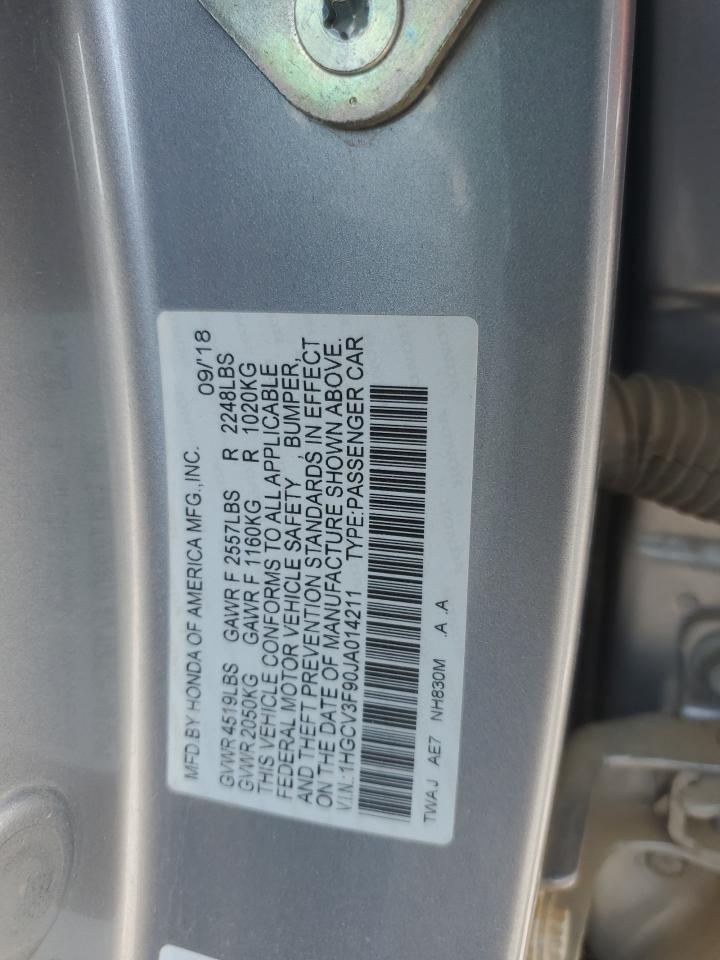 MFD.BY HONDA OF AMERICA MFG.,INC. 09/'18
GVWR 4519LBS GAWR F 2557LBS R 2248LBS
GVWR 2050KG GAWR F 1160KG R 1020KG
THIS VEHICLE CONFORMS TO ALL APPLICABLE
FEDERAL MOTOR VEHICLE SAFETY, BUMPER,
AND THEFT PREVENTION STANDARDS IN EFFECT
ON THE DATE OF MANUFACTURE SHOWN ABOVE.
V.I.N.:1HGCV3F90JA014211 TYPE:PASSENGER CAR
TWAJ AE7 NH830M .A .A